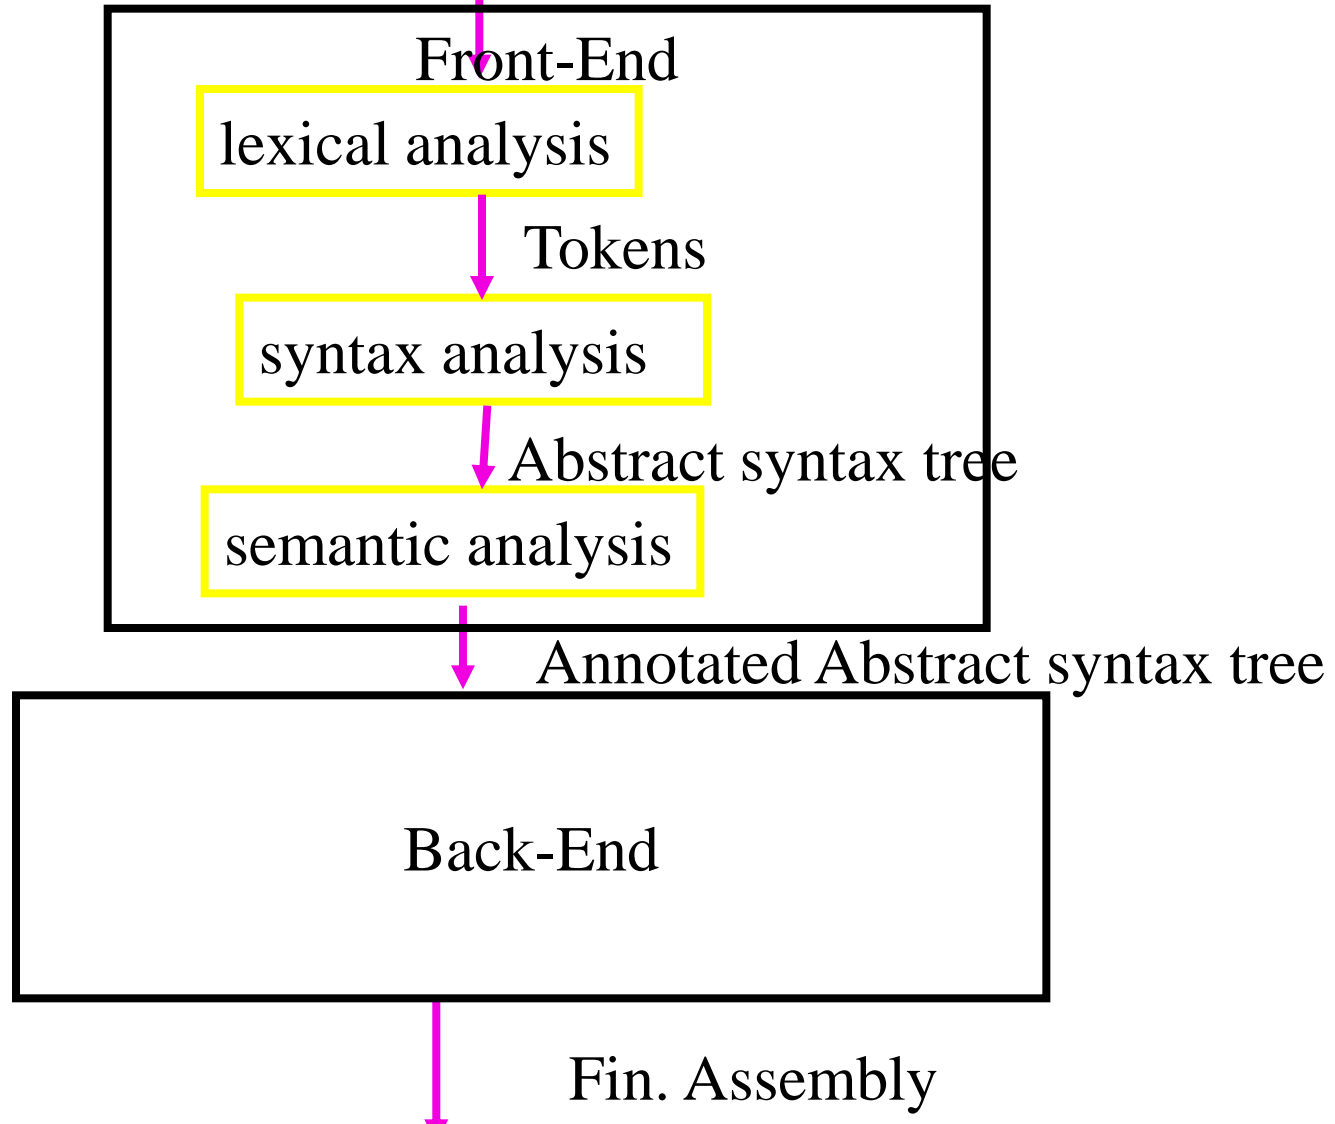 Front-End
lexical analysis
Tokens
syntax analysis
Abstract syntax tree
semantic analysis
Annotated Abstract syntax tree
Back-End
Fin. Assembly